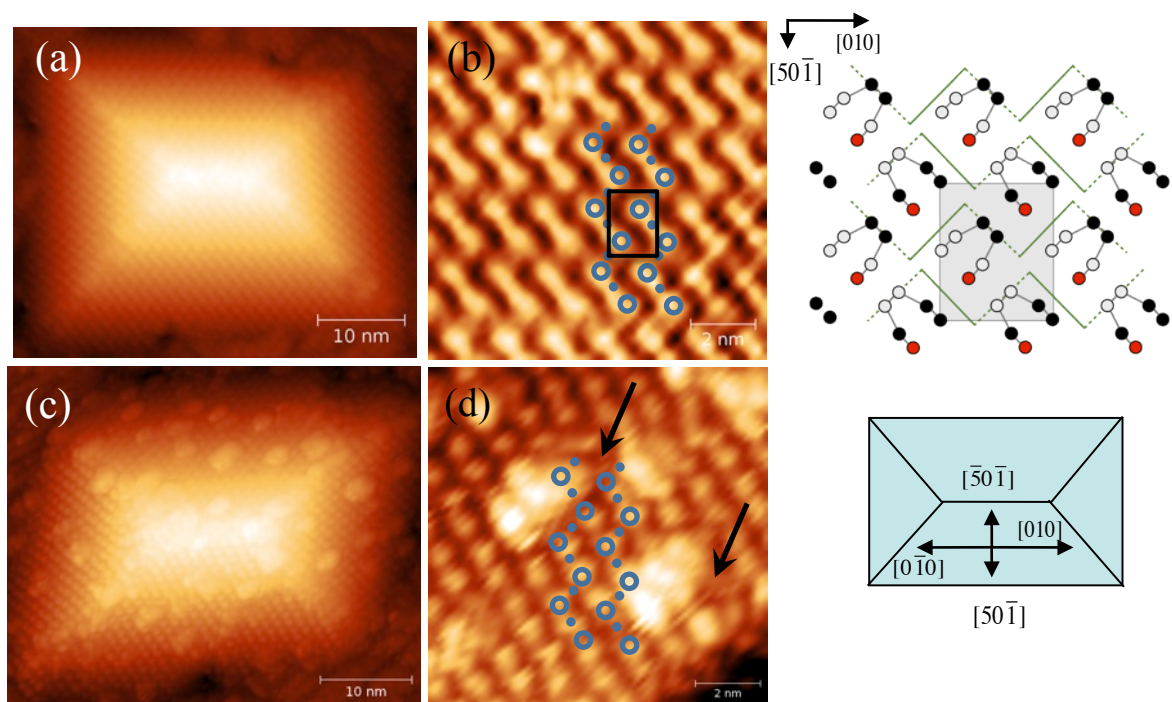 (a)
10 nm
(b)
2 nm
[010]
[501̄]
(c)
10 nm
(d)
2 nm
[5̄01̄]
[010]
[01̄0]
[501̄]